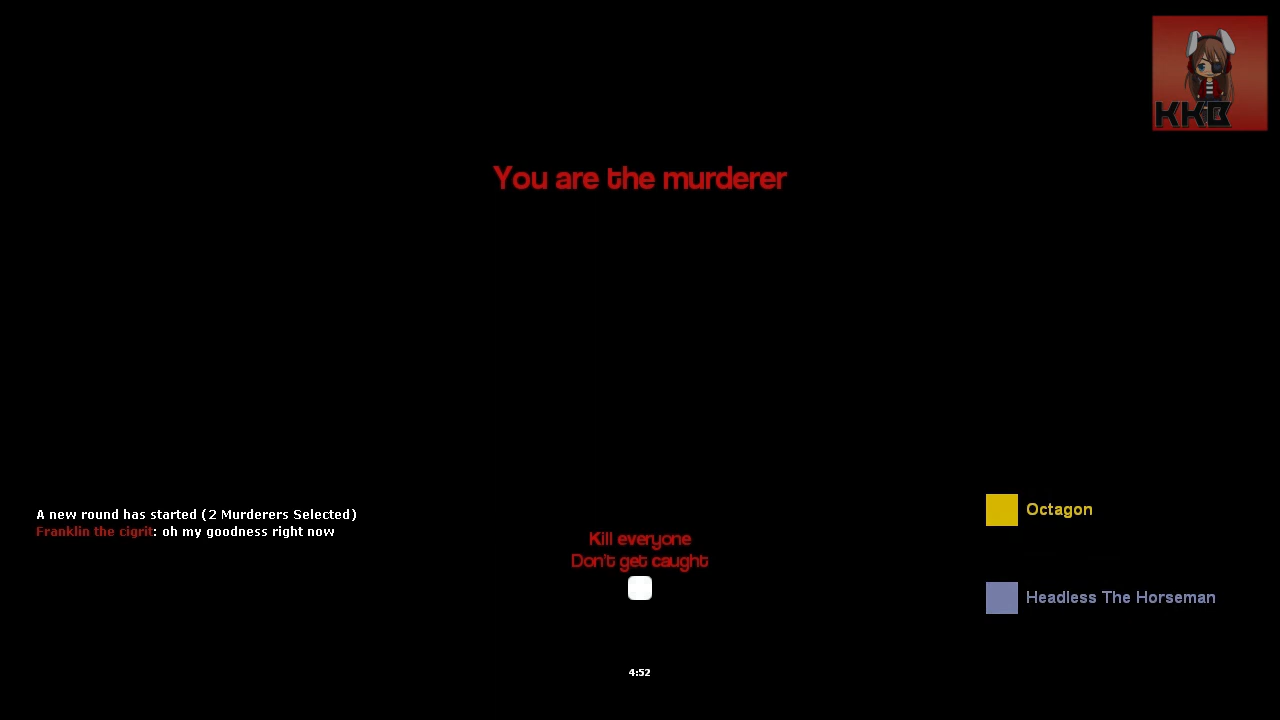 KKB
You are the murderer
A new round has started (2 Murderers Selected)
Franklin the cigrit: oh my goodness right now
Kill everyone
Don't get caught
Octagon
Headless The Horseman
4:52